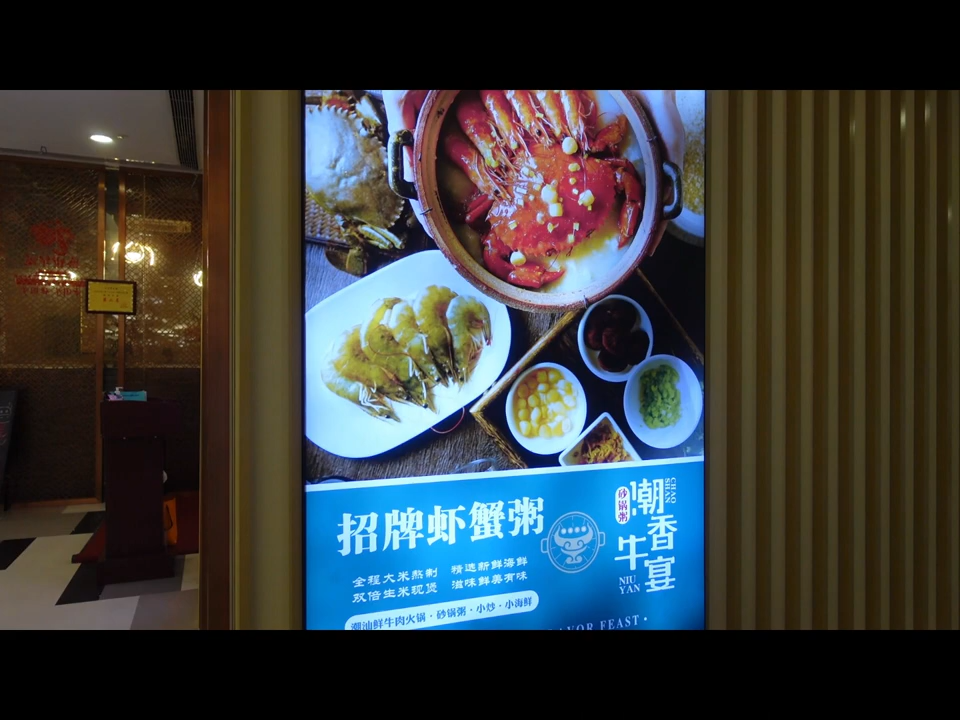 招牌虾蟹粥
全程大米熬制 精选新鲜海鲜
双倍生米现煲 滋味鲜美有味
潮汕鲜牛肉火锅·砂锅粥·小炒·小海鲜
砂锅粥
潮香牛宴
CHAO
SHAN
NIU
YAN
FEAST·